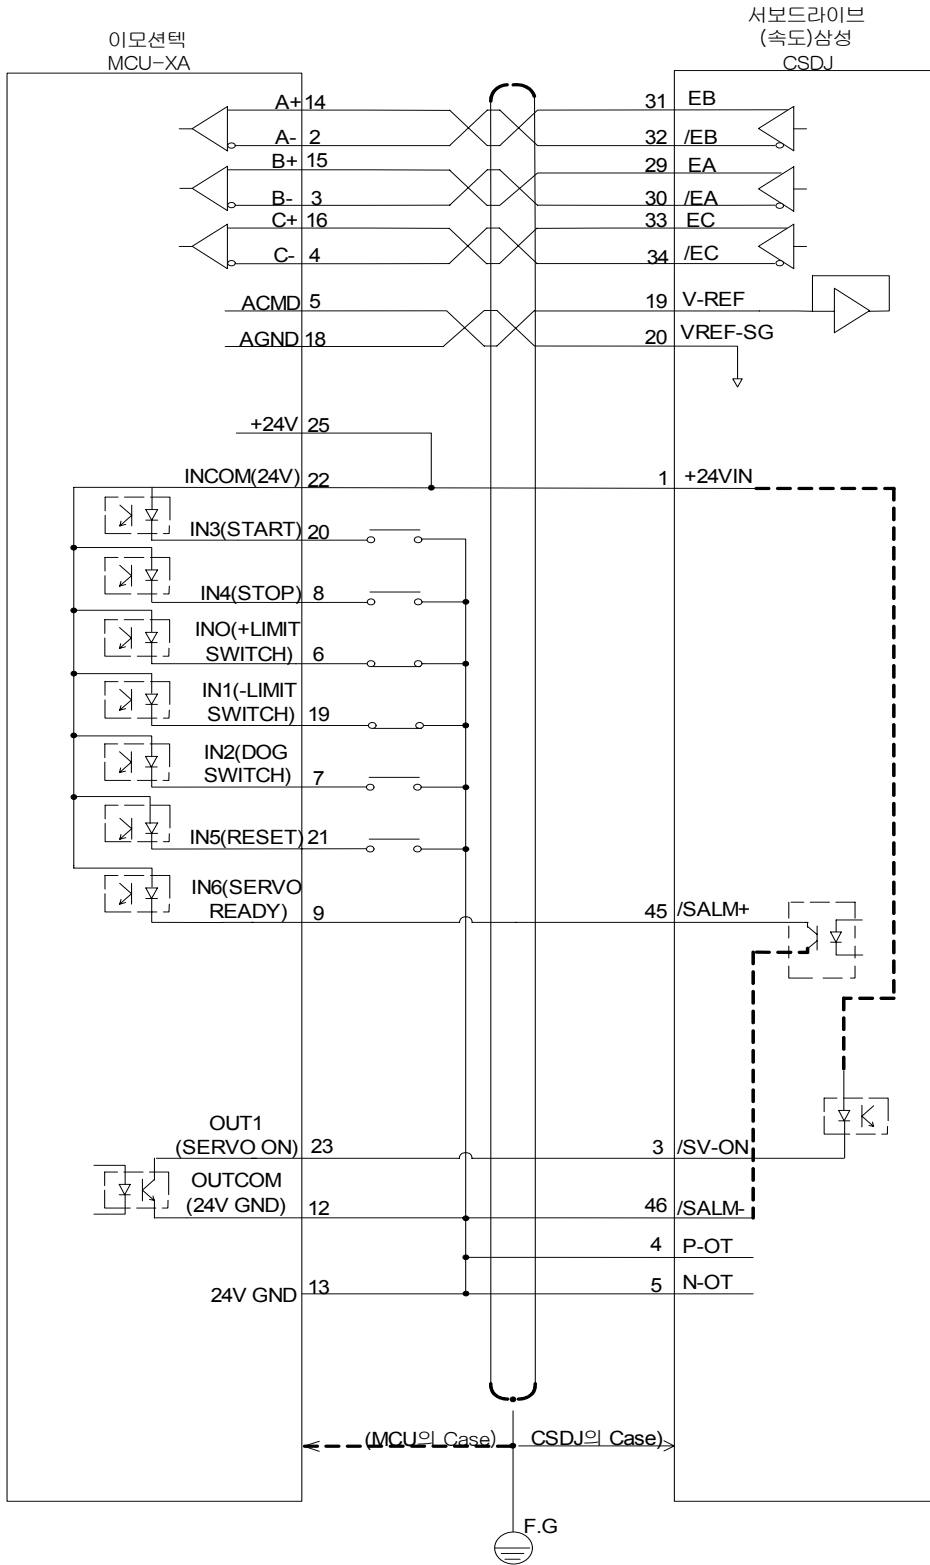 이모션텍
MCU-XA
서보드라이브
(속도)삼성
CSDJ
A+ 14
31 EB
A- 2
32 /EB
B+ 15
29 EA
B- 3
30 /EA
C+ 16
33 EC
C- 4
34 /EC
ACMD 5
19 V-REF
AGND 18
20 VREF-SG
+24V 25
INCOM(24V) 22
1 +24VIN
IN3(START) 20
IN4(STOP) 8
INO(+LIMIT
SWITCH) 6
IN1(-LIMIT
SWITCH) 19
IN2(DOG
SWITCH) 7
IN5(RESET) 21
IN6(SERVO
READY) 9
45 /SALM+
OUT1
(SERVO ON) 23
3 /SV-ON
OUTCOM
(24V GND) 12
46 /SALM-
4 P-OT
24V GND 13
5 N-OT
(MCU의 Case)
CSDJ의 Case)
F.G